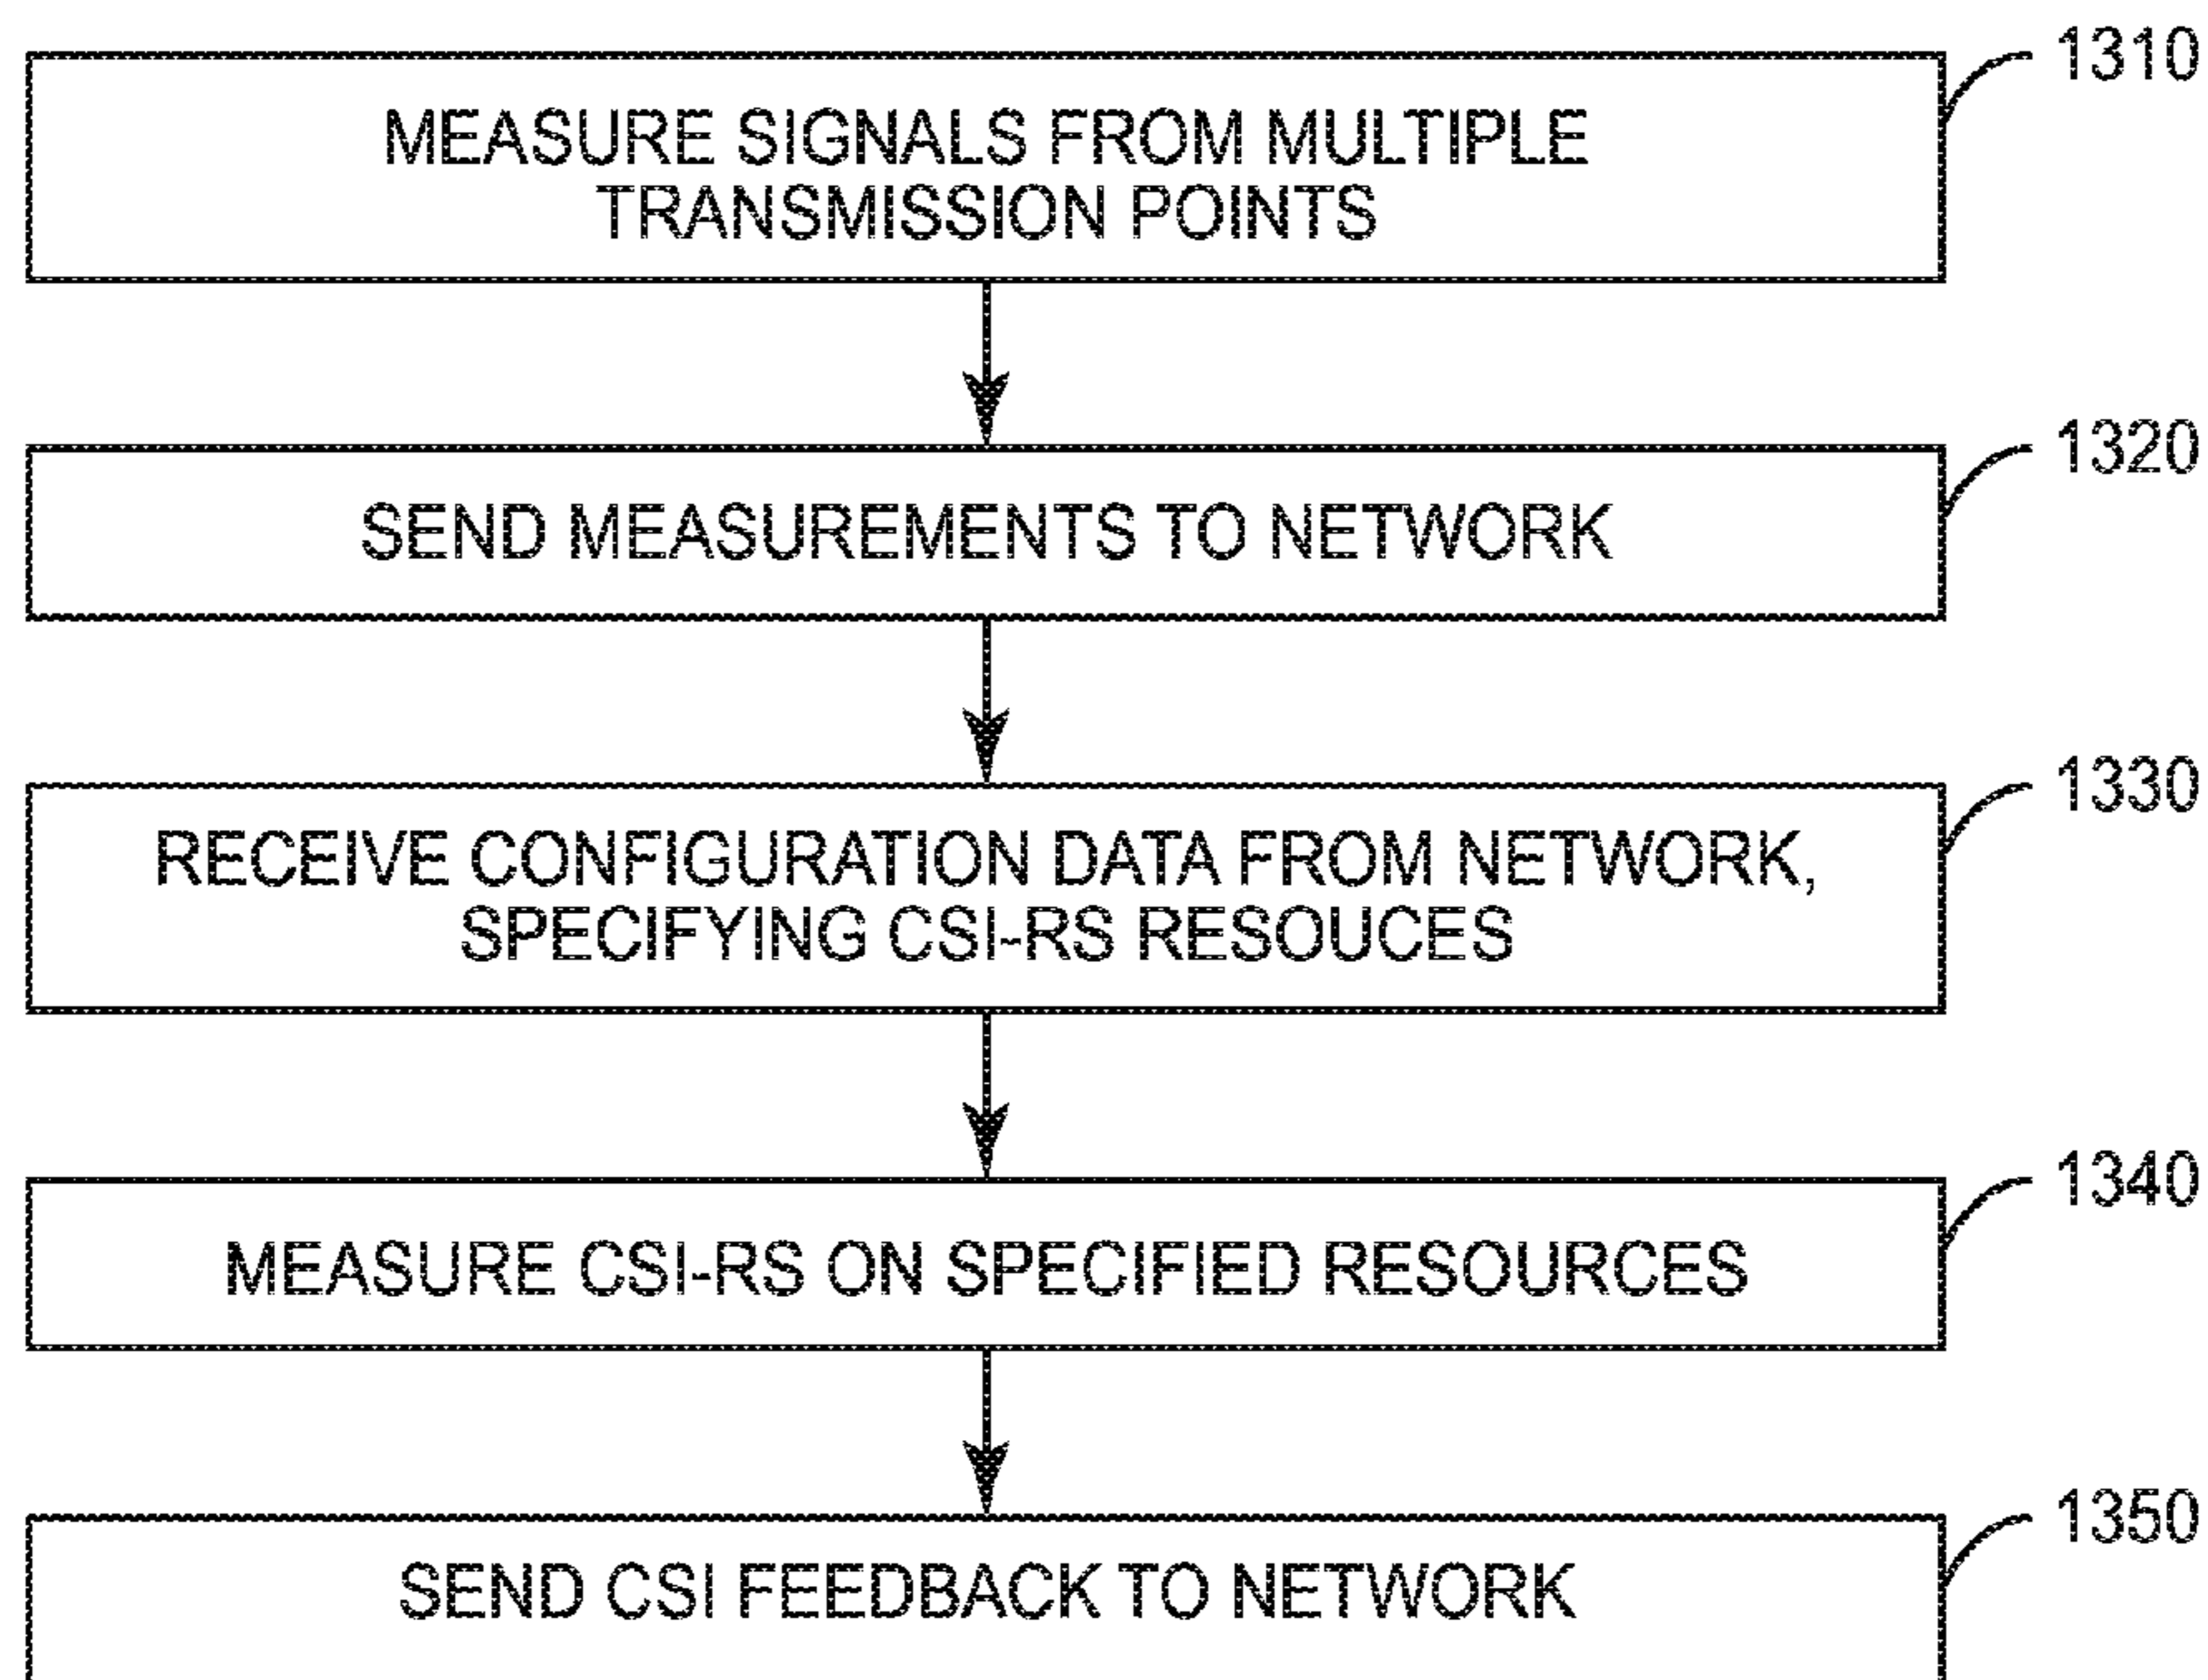 1310
MEASURE SIGNALS FROM MULTIPLE
TRANSMISSION POINTS
1320
SEND MEASUREMENTS TO NETWORK
1330
RECEIVE CONFIGURATION DATA FROM NETWORK,
SPECIFYING CSI-RS RESOUCES
1340
MEASURE CSI-RS ON SPECIFIED RESOURCES
1350
SEND CSI FEEDBACK TO NETWORK